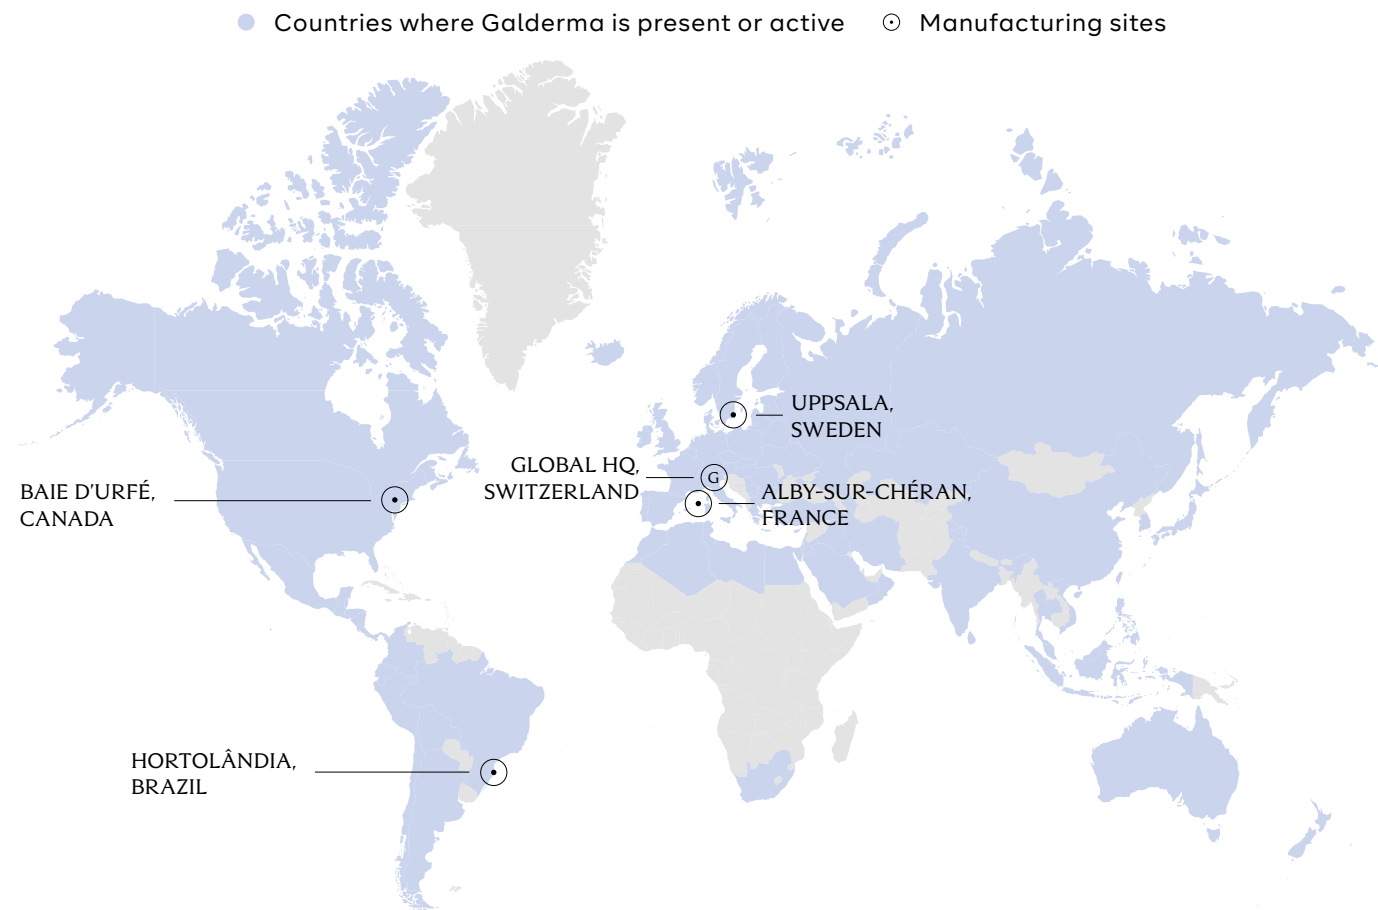 Countries where Galderma is present or active
Manufacturing sites
UPPSALA,
SWEDEN
GLOBAL HQ,
SWITZERLAND
G
BAIE D'URFÉ,
CANADA
ALBY-SUR-CHÉRAN,
FRANCE
HORTOLÂNDIA,
BRAZIL